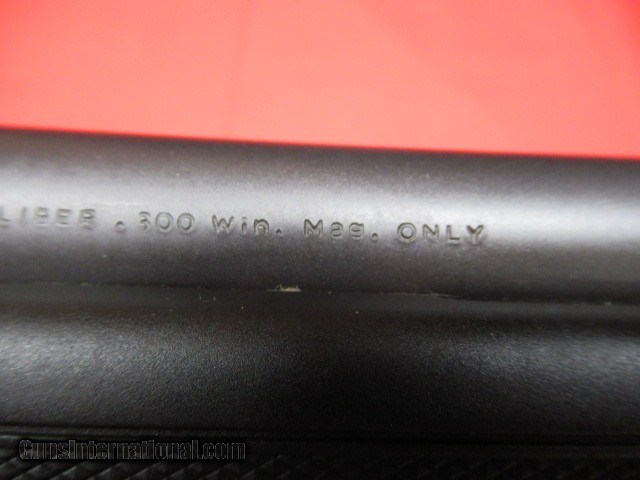 LIBER .300 Win. Mag. ONLY
GunsInternational.com